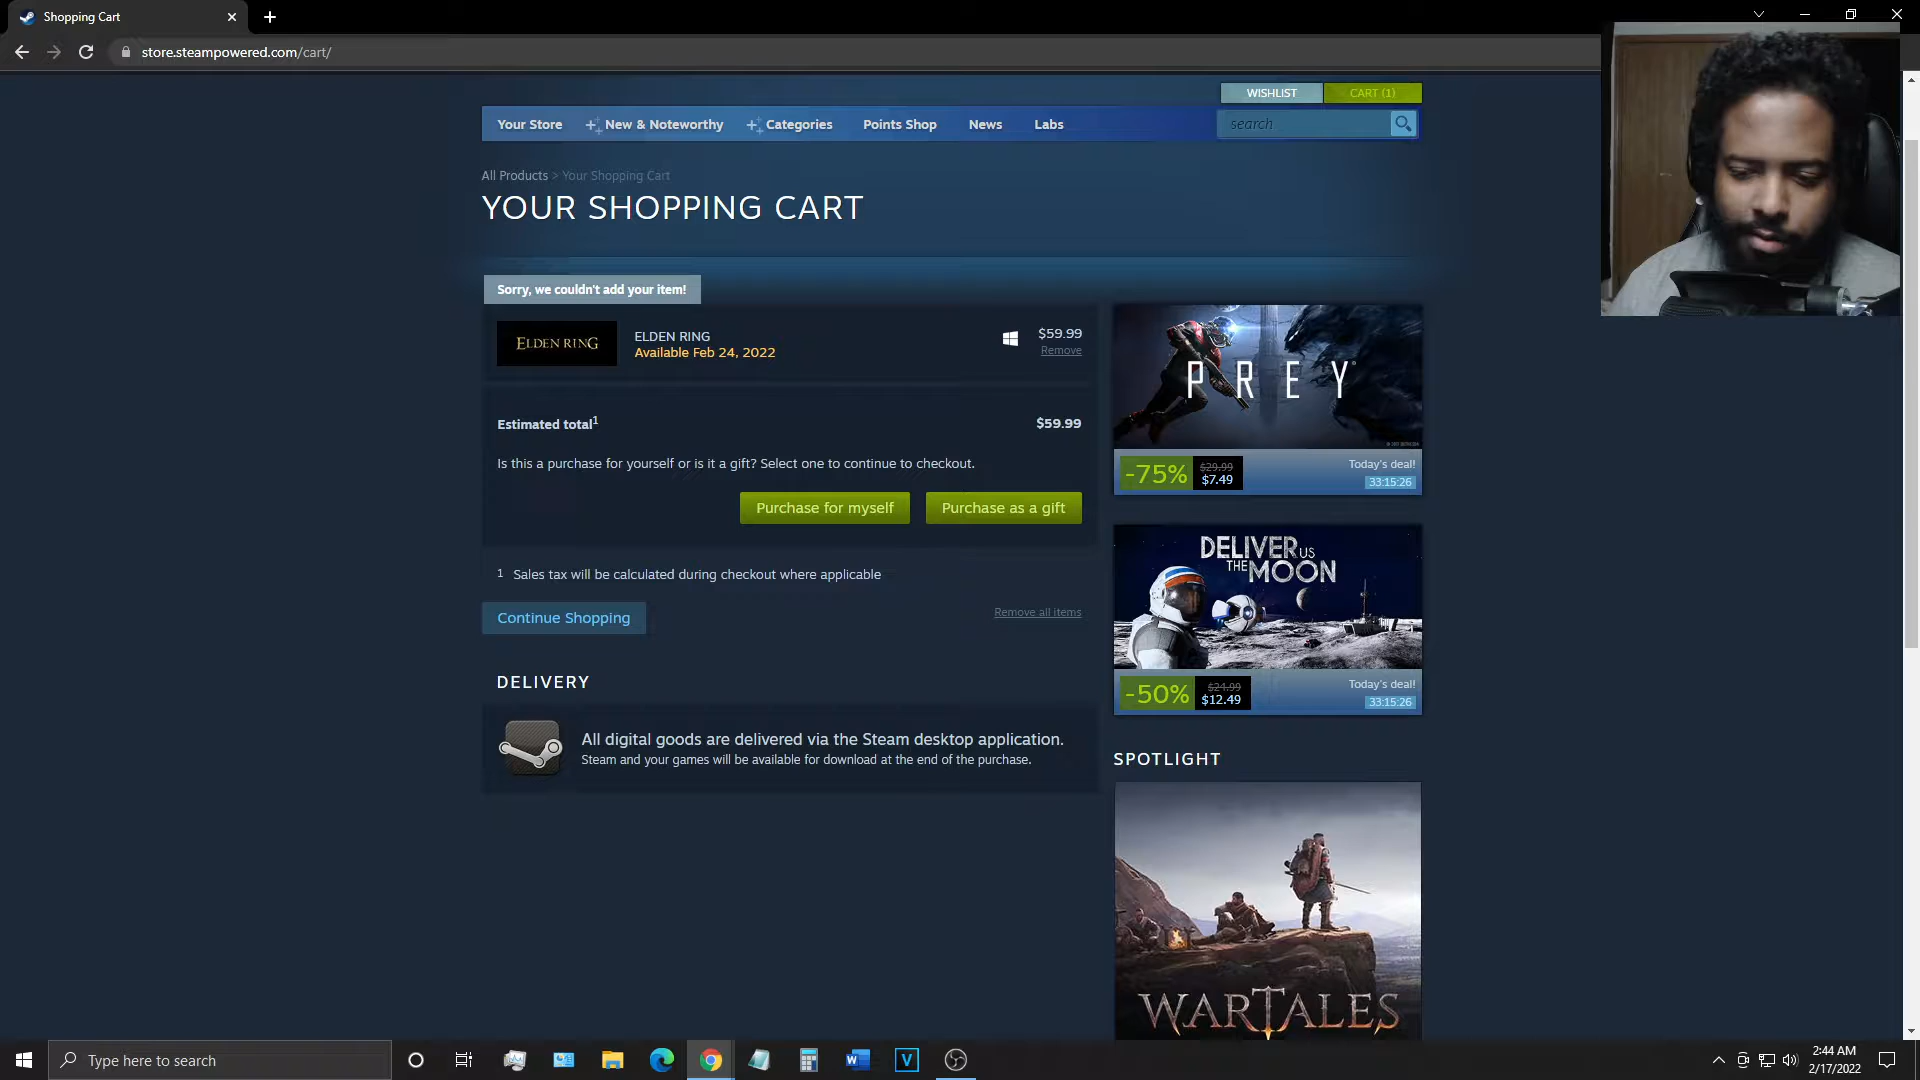 Shopping Cart
store.steampowered.com/cart/
WISHLIST
CART (1)
Your Store
New & Noteworthy
Categories
Points Shop
News
Labs
search
All Products > Your Shopping Cart
YOUR SHOPPING CART
Sorry, we couldn't add your item!
ELDEN RING
ELDEN RING
Available Feb 24, 2022
$59.99
Remove
Estimated total1
$59.99
Is this a purchase for yourself or is it a gift? Select one to continue to checkout.
Purchase for myself
Purchase as a gift
1 Sales tax will be calculated during checkout where applicable
Continue Shopping
Remove all items
DELIVERY
All digital goods are delivered via the Steam desktop application.
Steam and your games will be available for download at the end of the purchase.
PREY
-75%
$29.99
$7.49
Today's deal!
33:15:26
DELIVER US
THE MOON
-50%
$24.99
$12.49
Today's deal!
33:15:26
SPOTLIGHT
WARTALES
Type here to search
W
V
2:44 AM
2/17/2022